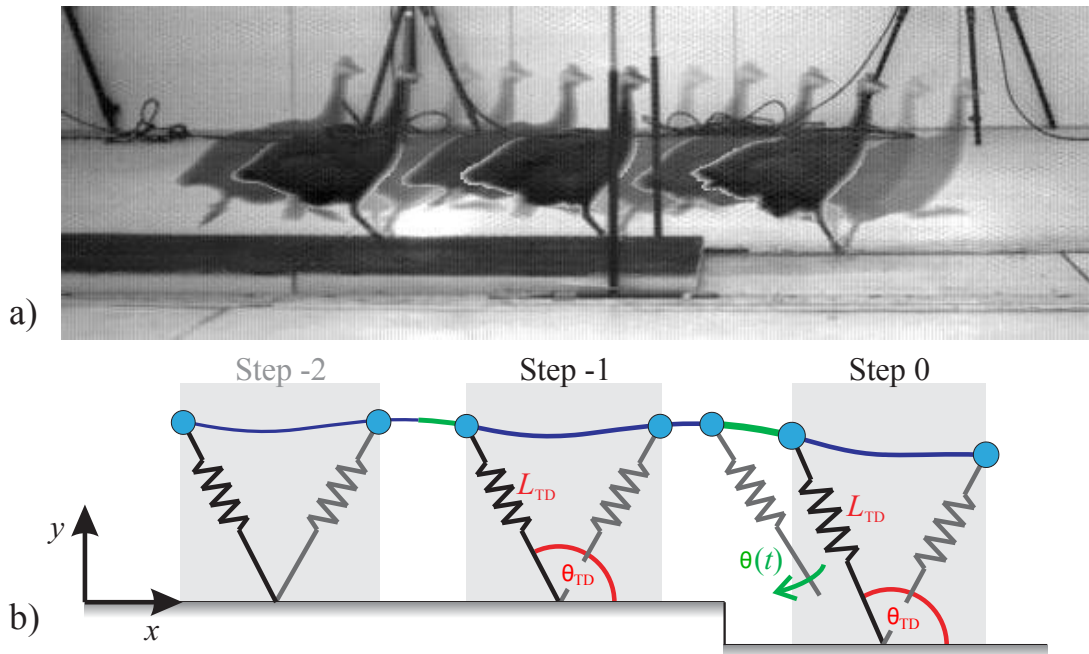 a)
Step -2
Step -1
Step 0
L_TD
L_TD
y
θ(t)
θ_TD
θ_TD
b)
x